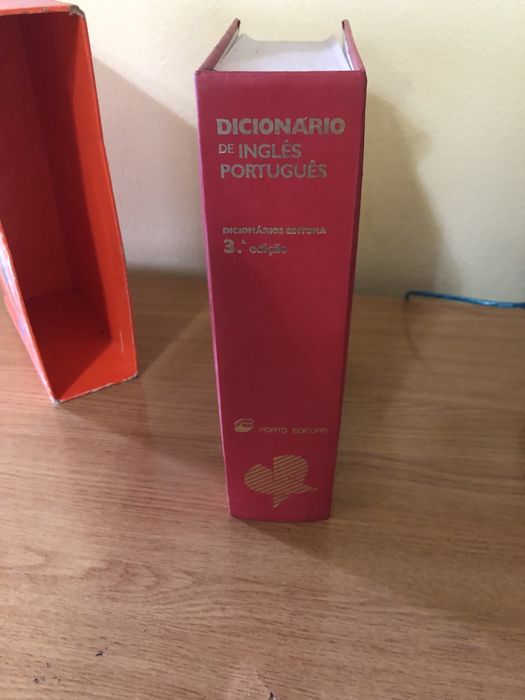 DICIONÁRIO
DE INGLÊS
PORTUGUÊS
DICIONÁRIOS EDITORA
3.ª edição
PORTO EDITORA